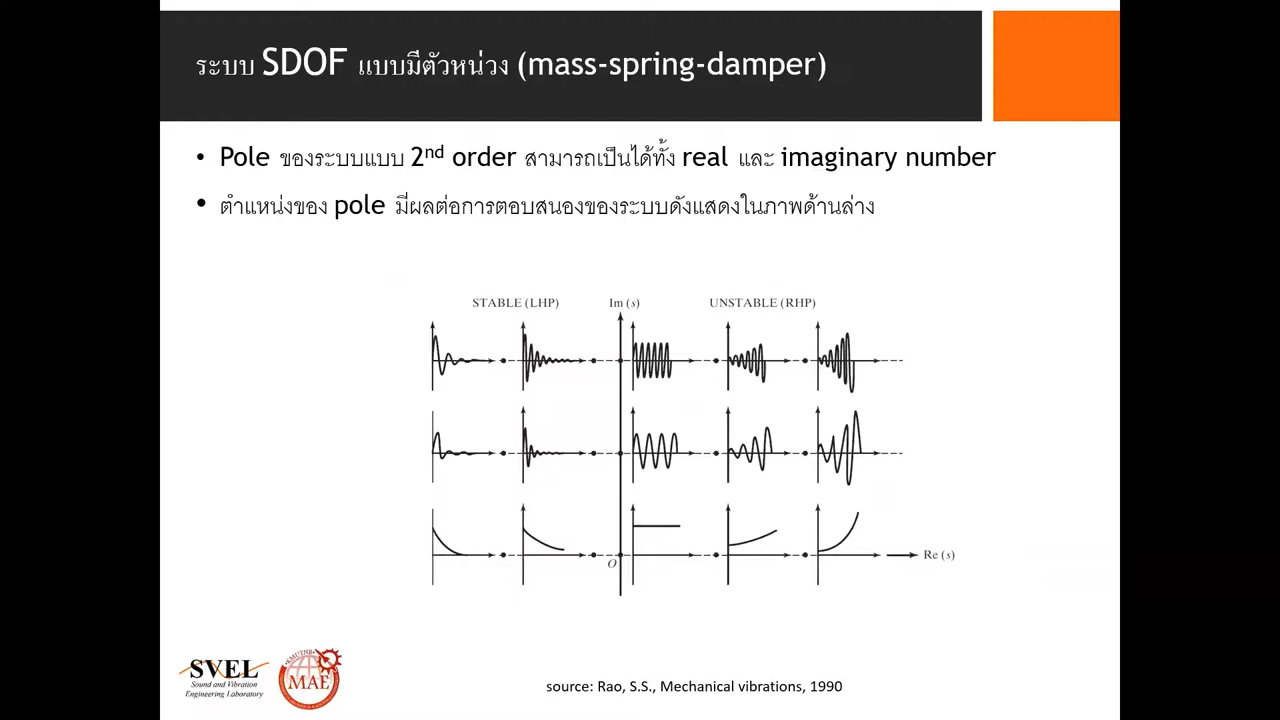 ระบบ SDOF แบบมีตัวหน่วง (mass-spring-damper)
• Pole ของระบบแบบ 2nd order สามารถเป็นได้ทั้ง real และ imaginary number
• ตำแหน่งของ pole มีผลต่อการตอบสนองของระบบดังแสดงในภาพด้านล่าง
STABLE (LHP) Im (s) UNSTABLE (RHP)
O Re (s)
SVEL
Sound and Vibration
Engineering Laboratory
KMUTNB
MAE
source: Rao, S.S., Mechanical vibrations, 1990